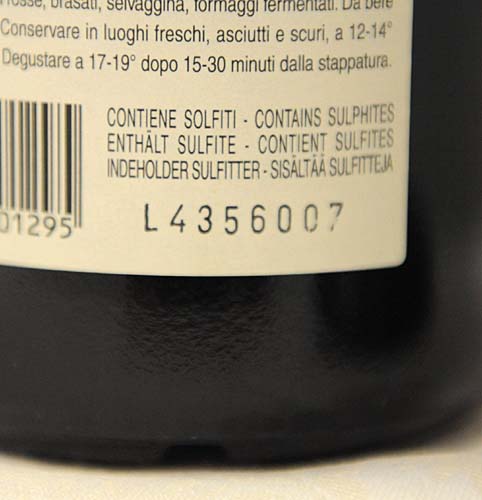 rosse, brasati, selvaggina, formaggi fermentati. Da bere
Conservare in luoghi freschi, asciutti e scuri, a 12-14°
Degustare a 17-19° dopo 15-30 minuti dalla stappatura.
CONTIENE SOLFITI - CONTAINS SULPHITES
ENTHÄLT SULFITE - CONTIENT SULFITES
INDEHOLDER SULFITTER - SISÄLTÄÄ SULFITTEJA
01295
L4356007